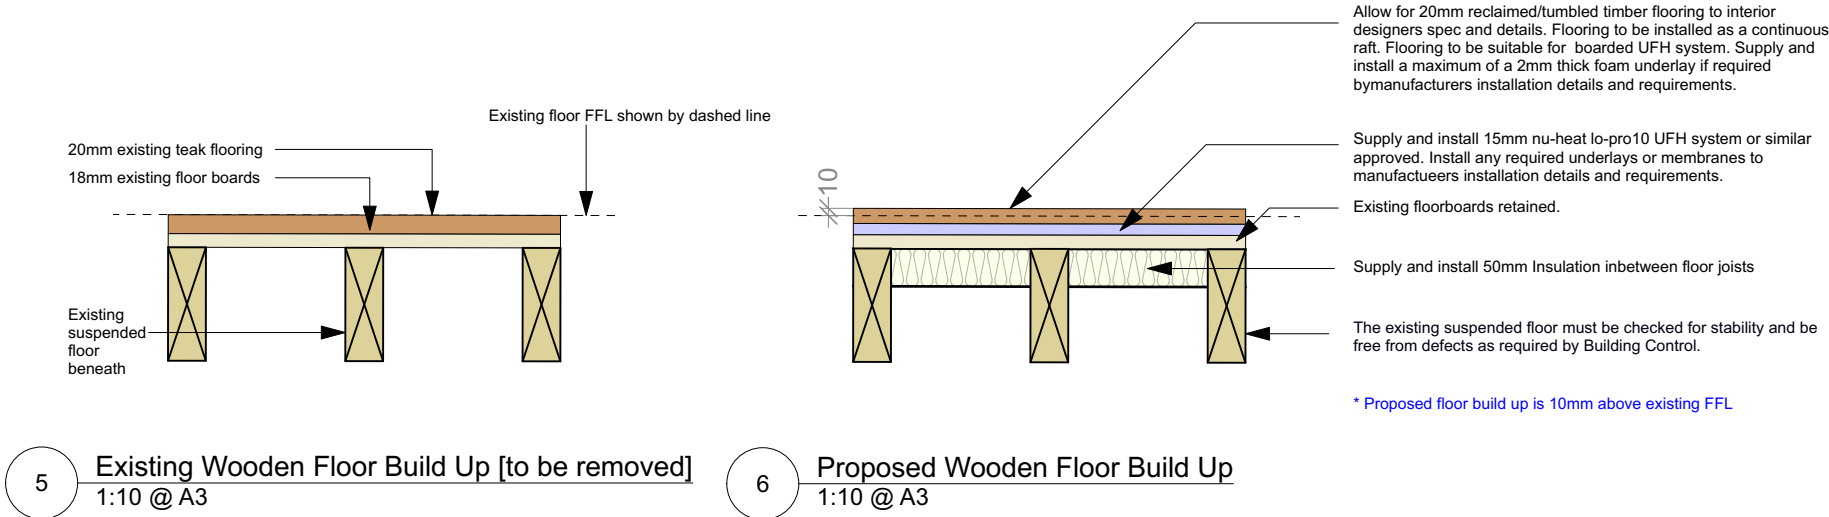 Existing floor FFL shown by dashed line
20mm existing teak flooring
18mm existing floor boards
Existing
suspended
floor
beneath
5
Existing Wooden Floor Build Up [to be removed]
1:10 @ A3
Allow for 20mm reclaimed/tumbled timber flooring to interior
designers spec and details. Flooring to be installed as a continuous
raft. Flooring to be suitable for boarded UFH system. Supply and
install a maximum of a 2mm thick foam underlay if required
bymanufacturers installation details and requirements.
Supply and install 15mm nu-heat lo-pro10 UFH system or similar
approved. Install any required underlays or membranes to
manufactueers installation details and requirements.
10
Existing floorboards retained.
Supply and install 50mm Insulation inbetween floor joists
The existing suspended floor must be checked for stability and be
free from defects as required by Building Control.
* Proposed floor build up is 10mm above existing FFL
6
Proposed Wooden Floor Build Up
1:10 @ A3